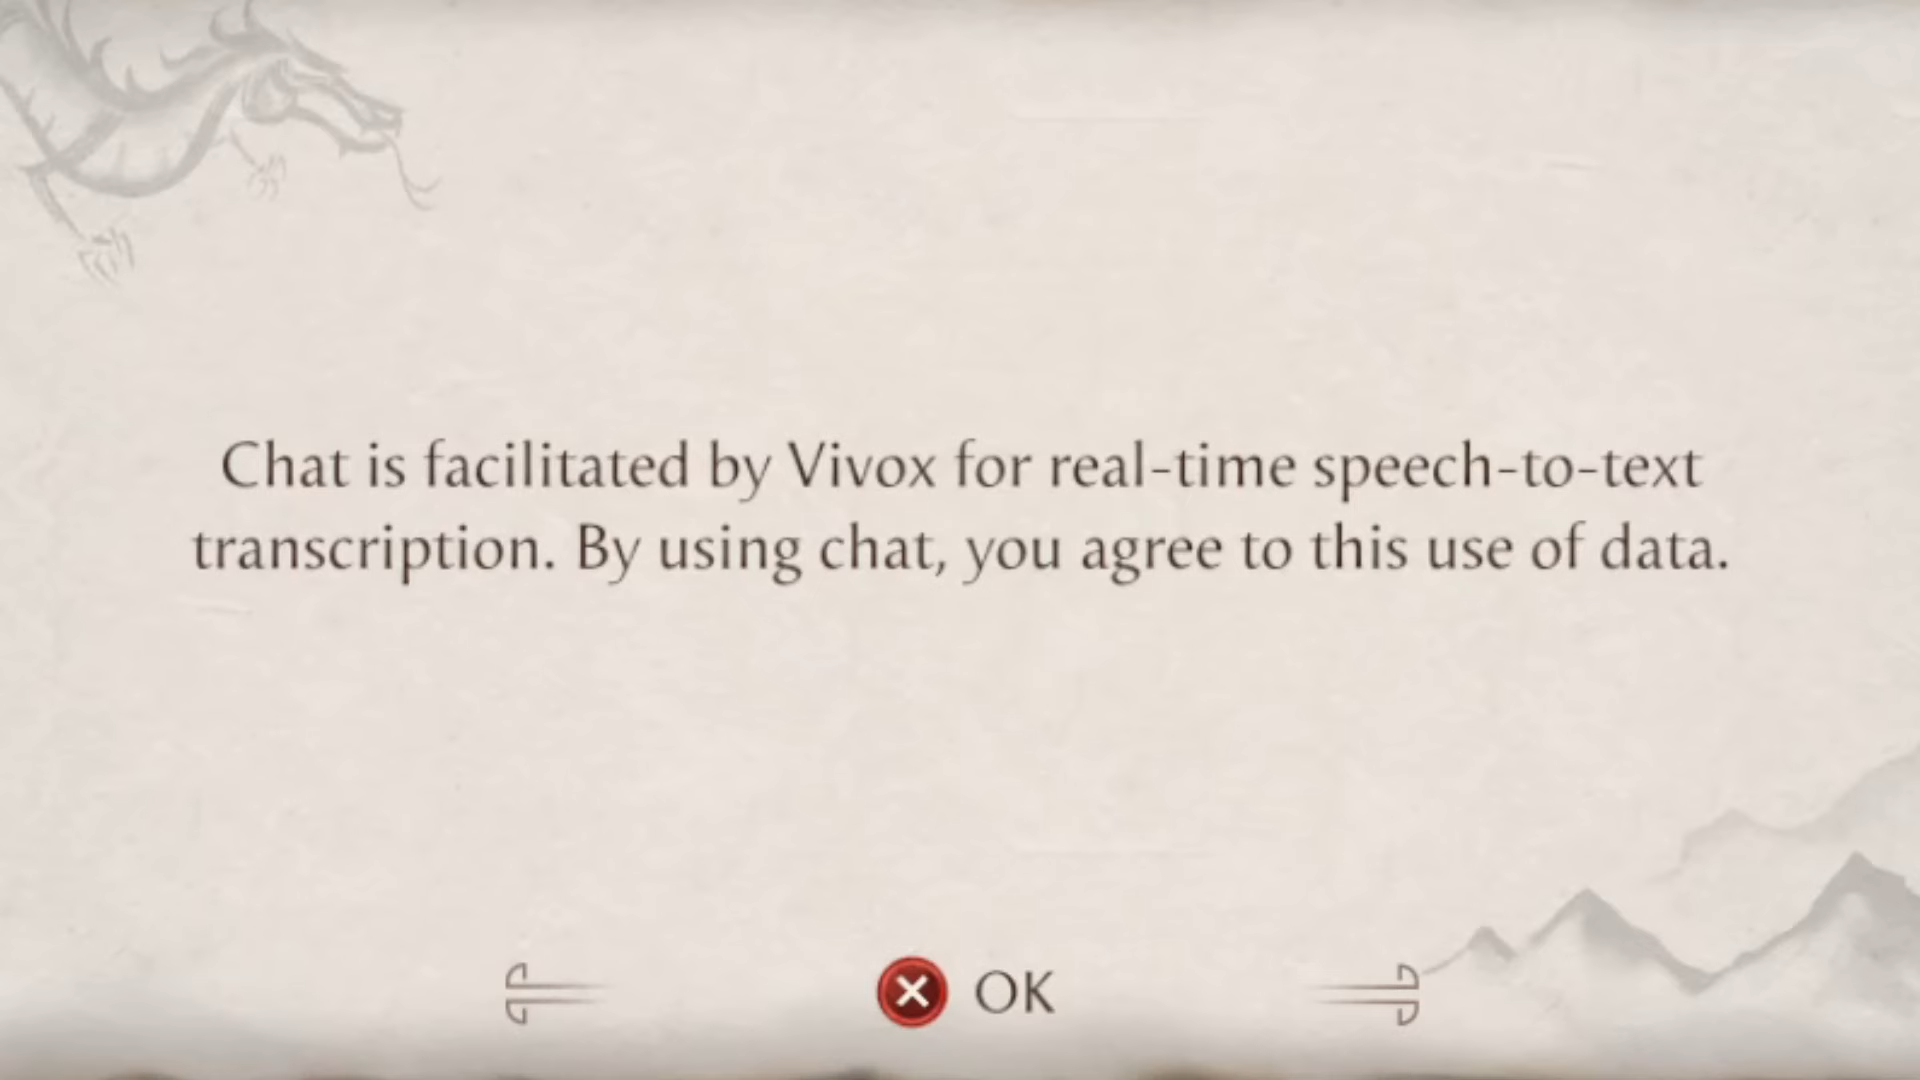 Chat is facilitated by Vivox for real-time speech-to-text
transcription. By using chat, you agree to this use of data.
OK